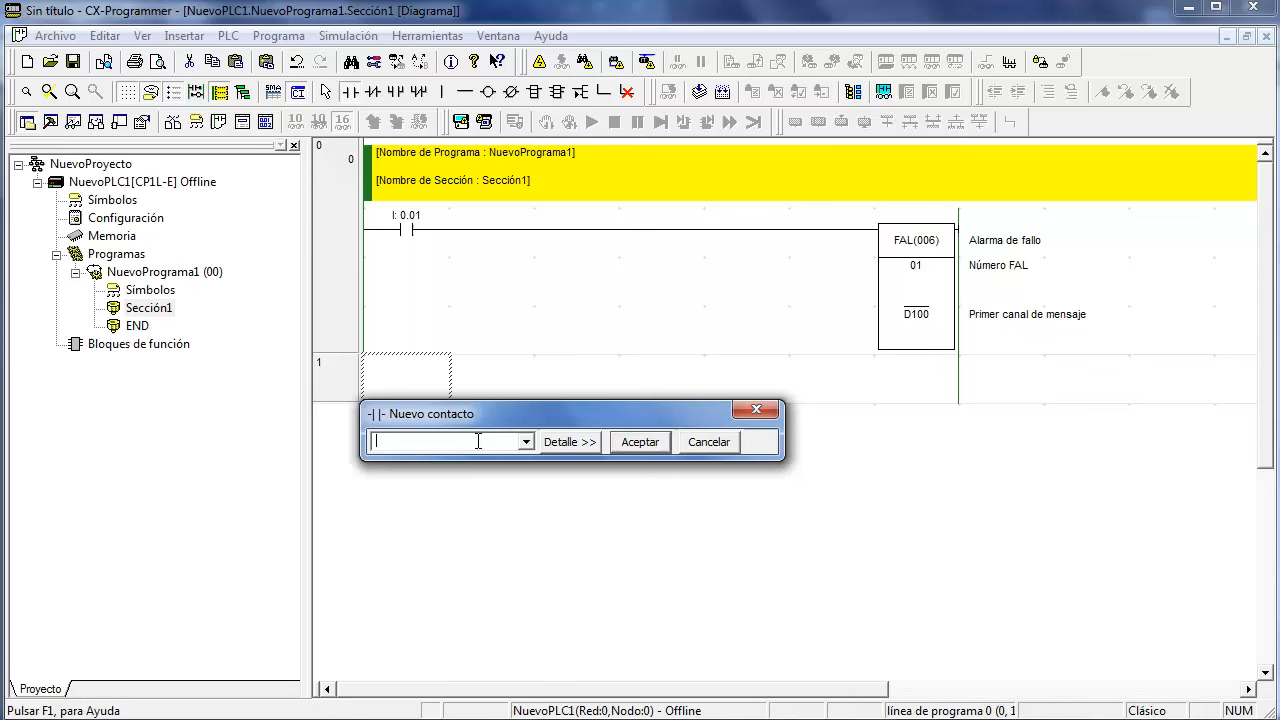 Sin título - CX-Programmer - [NuevoPLC1.NuevoPrograma1.Sección1 [Diagrama]]
Archivo Editar Ver Insertar PLC Programa Simulación Herramientas Ventana Ayuda
10 10 16
NuevoProyecto
NuevoPLC1[CP1L-E] Offline
Símbolos
Configuración
Memoria
Programas
NuevoPrograma1 (00)
Símbolos
Sección1
END
Bloques de función
Proyecto
0
0
[Nombre de Programa : NuevoPrograma1]
[Nombre de Sección : Sección1]
I: 0.01
FAL(006) Alarma de fallo
01 Número FAL
D100 Primer canal de mensaje
1
-| |- Nuevo contacto
Detalle >> Aceptar Cancelar
Pulsar F1, para Ayuda
NuevoPLC1(Red:0,Nodo:0) - Offline
línea de programa 0 (0, 1
Clásico
NUM